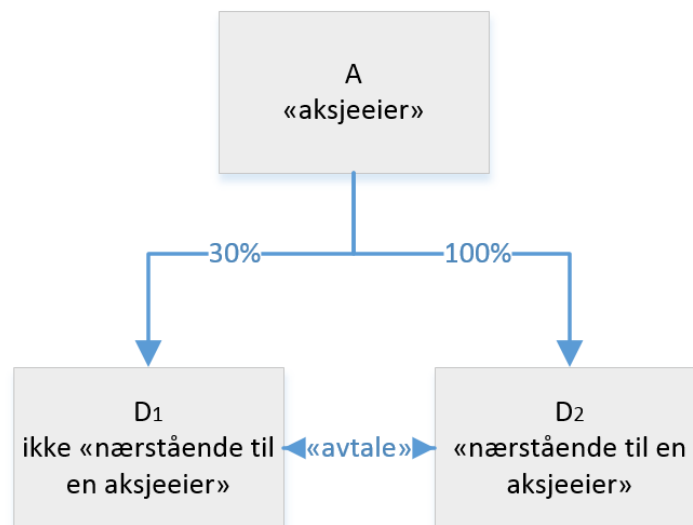 A
«aksjeeier»
30%
100%
D1
ikke «nærstående til
en aksjeeier»
«avtale»
D2
«nærstående til en
aksjeeier»